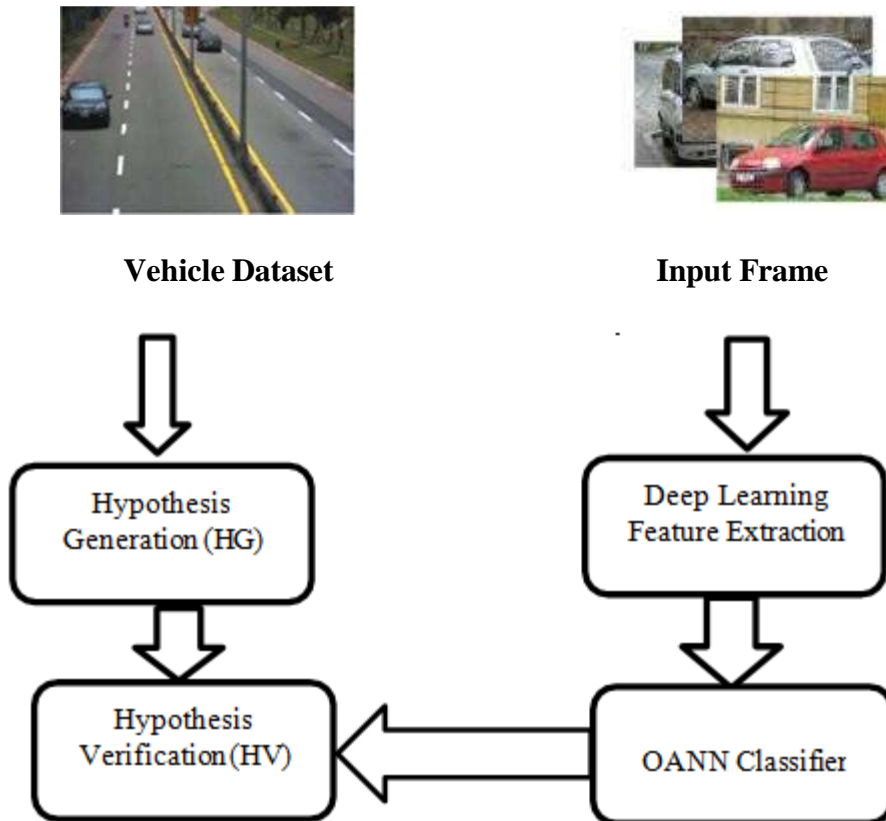 Vehicle Dataset
Input Frame
Hypothesis
Generation (HG)
Deep Learning
Feature Extraction
Hypothesis
Verification (HV)
OANN Classifier